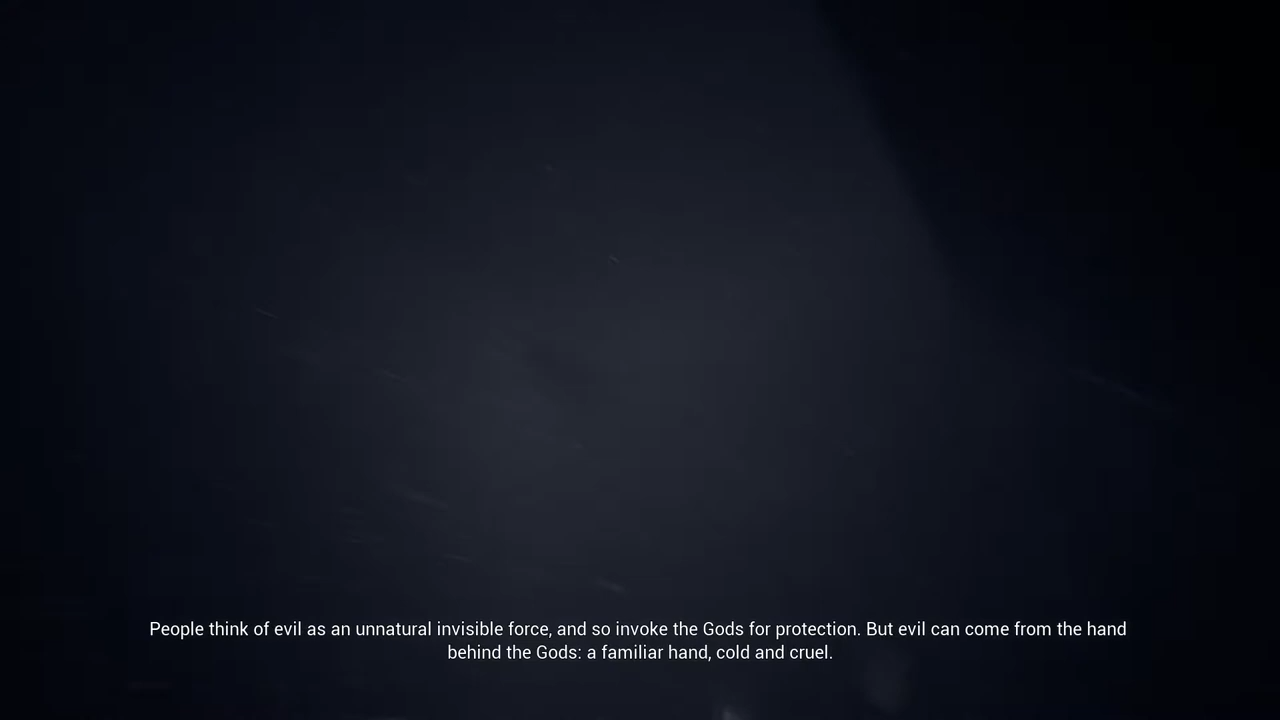 People think of evil as an unnatural invisible force, and so invoke the Gods for protection. But evil can come from the hand
behind the Gods: a familiar hand, cold and cruel.